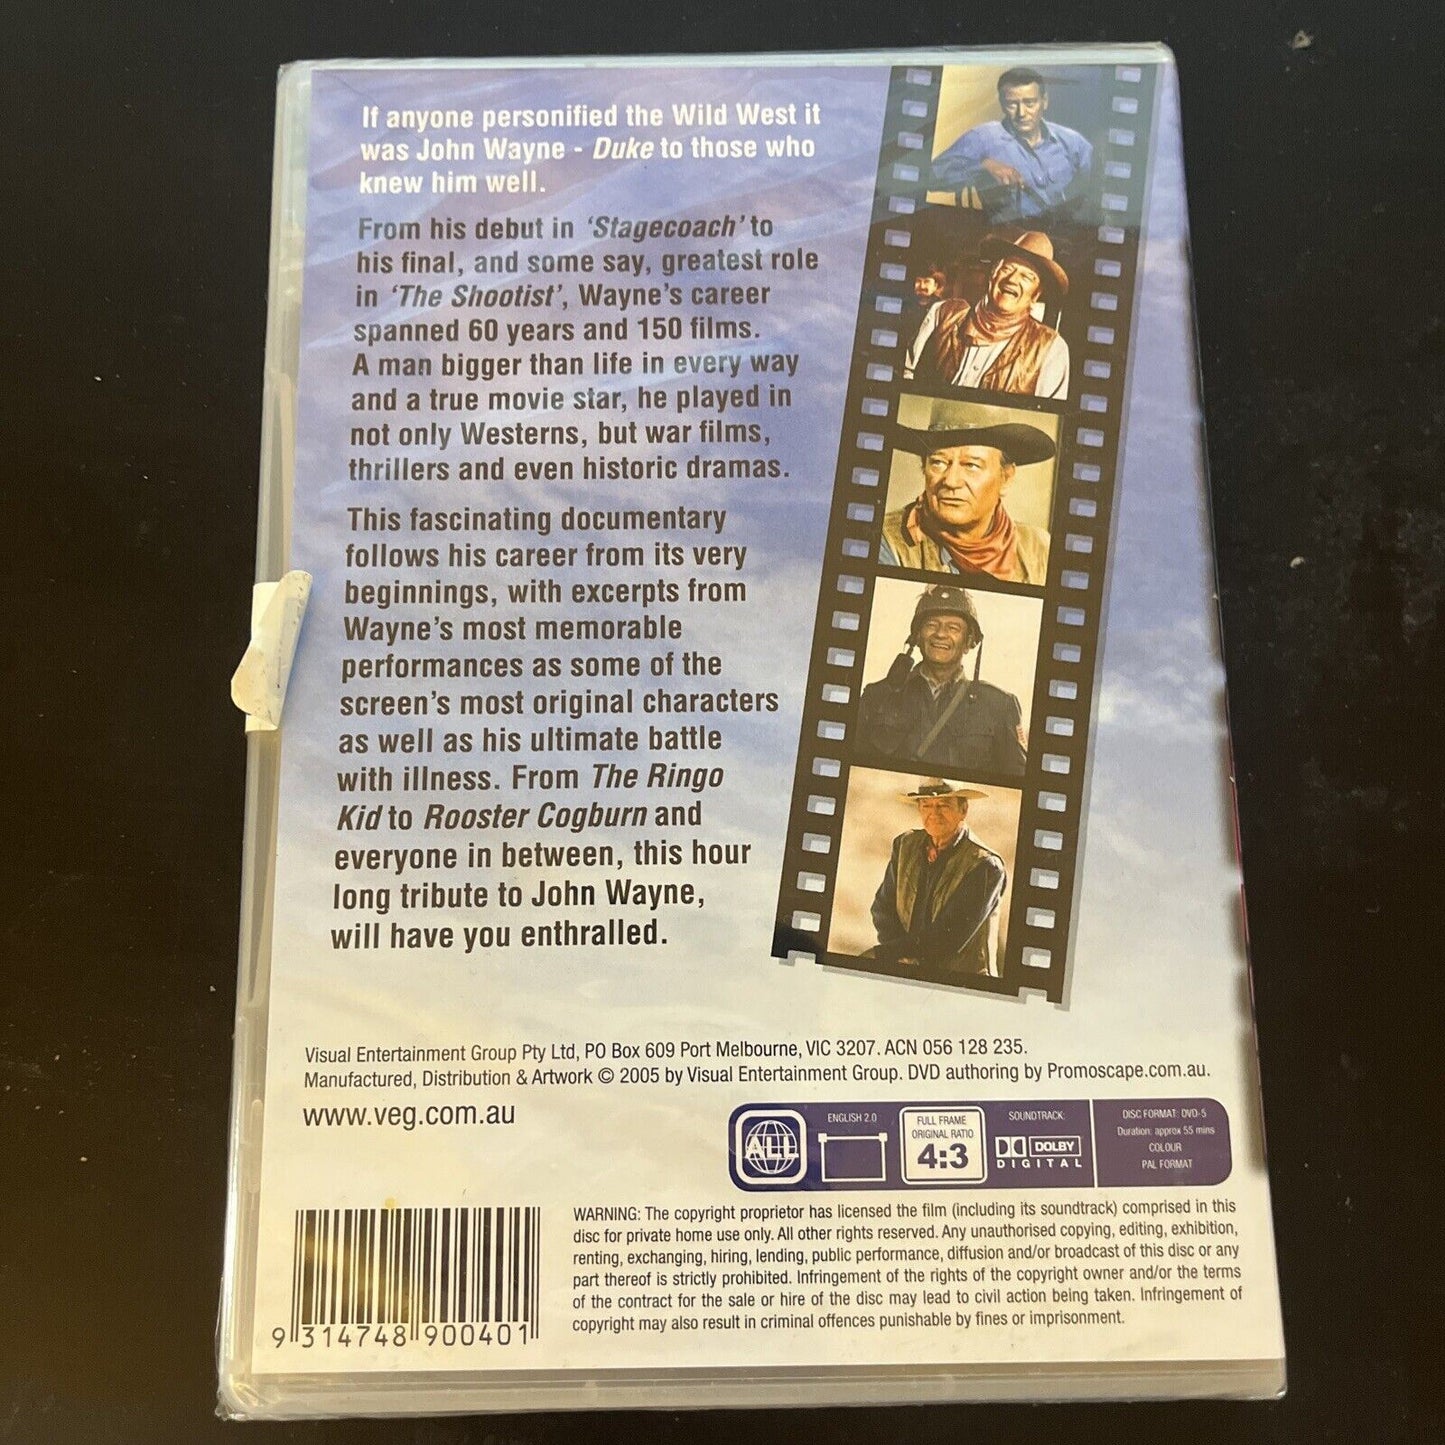 If anyone personified the Wild West it
was John Wayne - Duke to those who
knew him well.
From his debut in ‘Stagecoach’ to
his final, and some say, greatest role
in ‘The Shootist’, Wayne’s career
spanned 60 years and 150 films.
A man bigger than life in every way
and a true movie star, he played in
not only Westerns, but war films,
thrillers and even historic dramas.
This fascinating documentary
follows his career from its very
beginnings, with excerpts from
Wayne’s most memorable
performances as some of the
screen’s most original characters
as well as his ultimate battle
with illness. From The Ringo
Kid to Rooster Cogburn and
everyone in between, this hour
long tribute to John Wayne,
will have you enthralled.
Visual Entertainment Group Pty Ltd, PO Box 609 Port Melbourne, VIC 3207. ACN 056 128 235.
Manufactured, Distribution & Artwork © 2005 by Visual Entertainment Group. DVD authoring by Promoscape.com.au.
www.veg.com.au
ALL
ENGLISH 2.0
FULL FRAME
ORIGINAL RATIO
4:3
SOUNDTRACK:
DOLBY
DIGITAL
DISC FORMAT: DVD-5
Duration: approx 55 mins
COLOUR
PAL FORMAT
WARNING: The copyright proprietor has licensed the film (including its soundtrack) comprised in this
disc for private home use only. All other rights reserved. Any unauthorised copying, editing, exhibition,
renting, exchanging, hiring, lending, public performance, diffusion and/or broadcast of this disc or any
part thereof is strictly prohibited. Infringement of the rights of the copyright owner and/or the terms
of the contract for the sale or hire of the disc may lead to civil action being taken. Infringement of
copyright may also result in criminal offences punishable by fines or imprisonment.
9 314748 900401